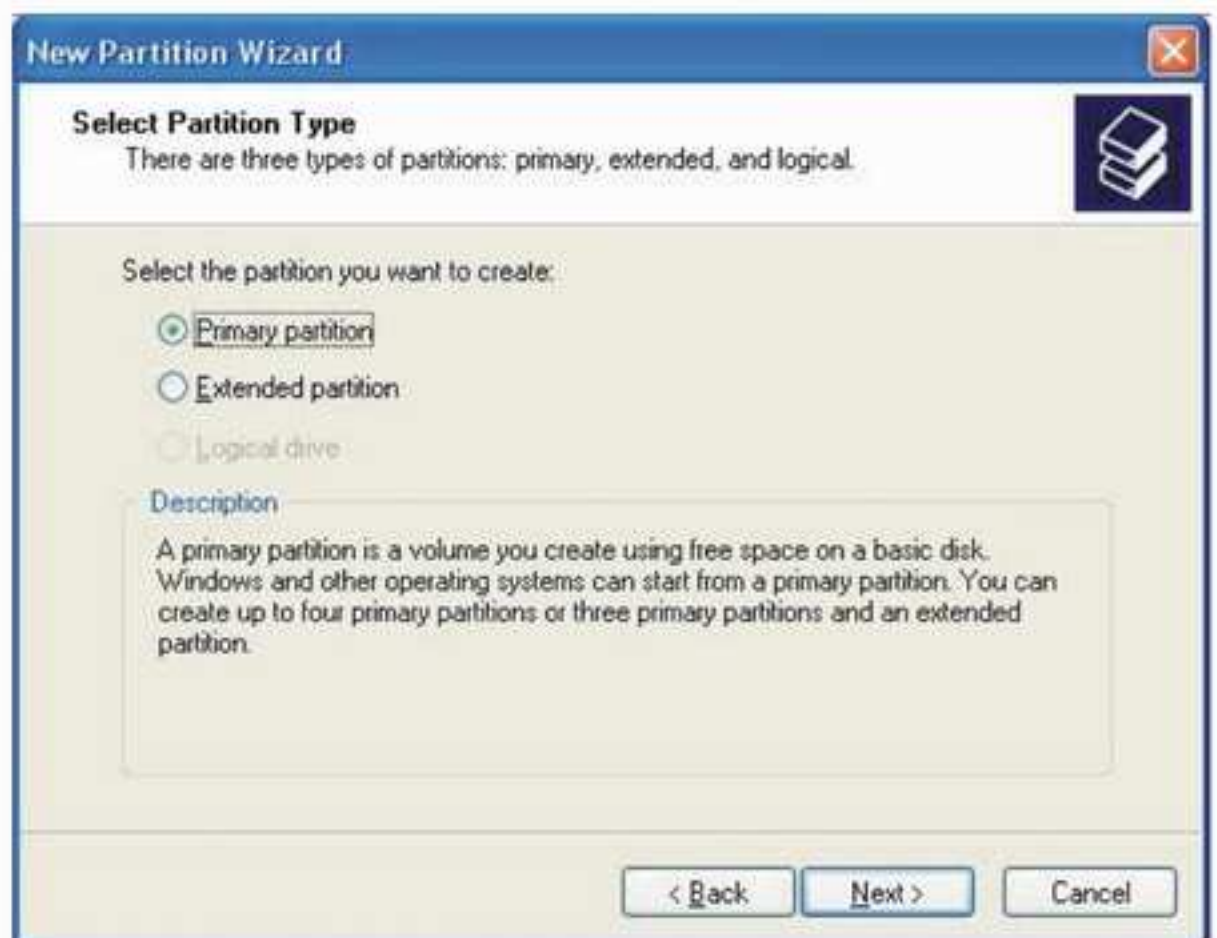 New Partition Wizard
Select Partition Type
There are three types of partitions: primary, extended, and logical.
Select the partition you want to create:
Primary partition
Extended partition
Logical drive
Description
A primary partition is a volume you create using free space on a basic disk.
Windows and other operating systems can start from a primary partition. You can
create up to four primary partitions or three primary partitions and an extended
partition.
< Back
Next >
Cancel